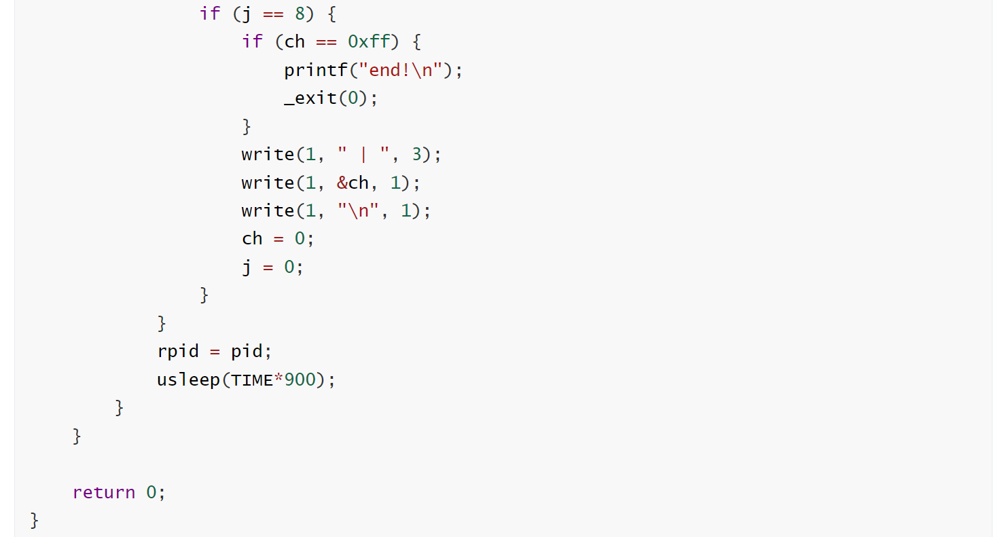 if (j == 8) {
                    if (ch == 0xff) {
                        printf("end!\n");
                        _exit(0);
                    }
                    write(1, " | ", 3);
                    write(1, &ch, 1);
                    write(1, "\n", 1);
                    ch = 0;
                    j = 0;
                }
            }
            rpid = pid;
            usleep(TIME*900);
        }
    }

    return 0;
}